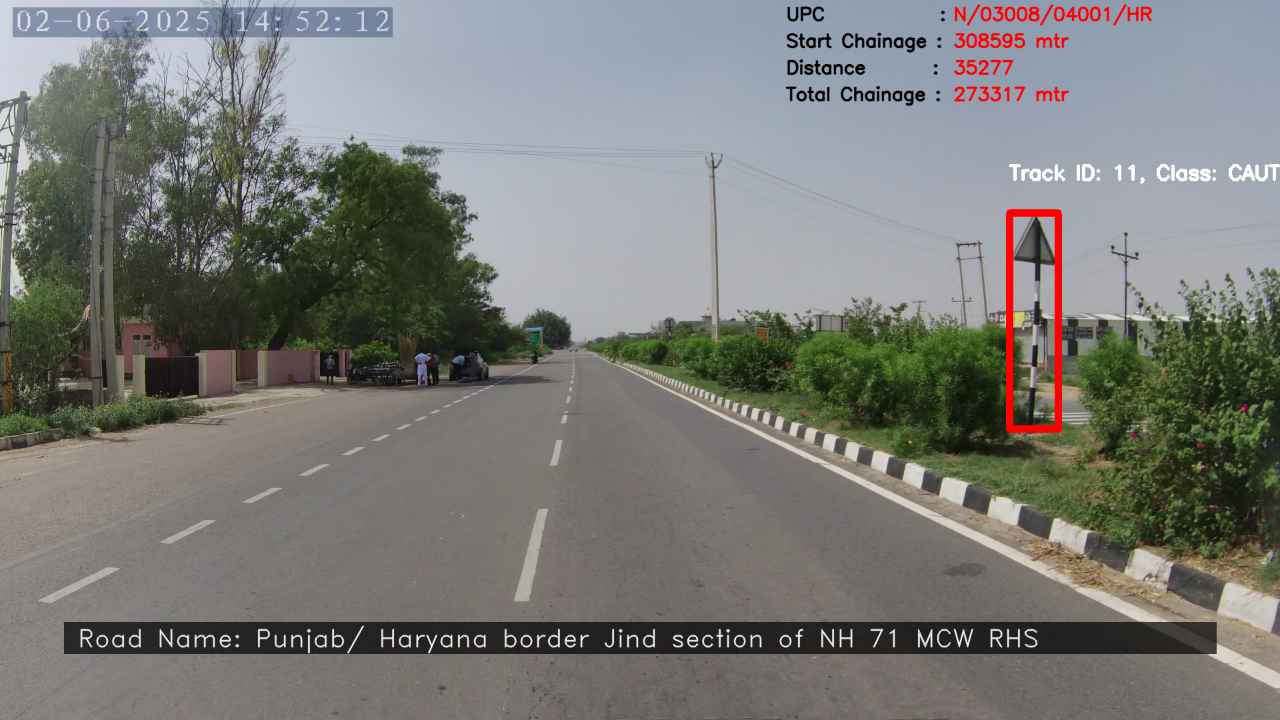 02-06-2025 14:52:12
UPC : N/03008/04001/HR
Start Chainage : 308595 mtr
Distance : 35277
Total Chainage : 273317 mtr
Track ID: 11, Class: CAUT
Road Name: Punjab/ Haryana border Jind section of NH 71 MCW RHS